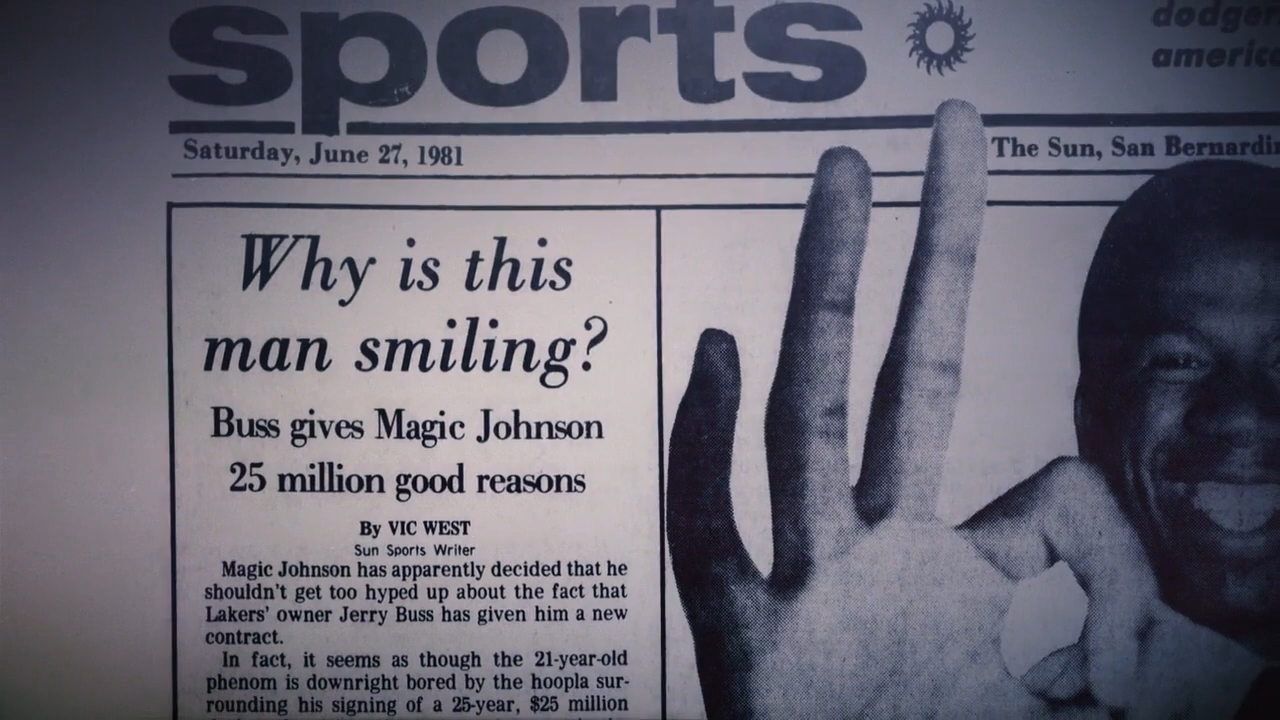 sports
dodger
americ
Saturday, June 27, 1981
The Sun, San Bernardin
Why is this
man smiling?
Buss gives Magic Johnson
25 million good reasons
By VIC WEST
Sun Sports Writer
Magic Johnson has apparently decided that he
shouldn't get too hyped up about the fact that
Lakers' owner Jerry Buss has given him a new
contract.
In fact, it seems as though the 21-year-old
phenom is downright bored by the hoopla sur-
rounding his signing of a 25-year, $25 million